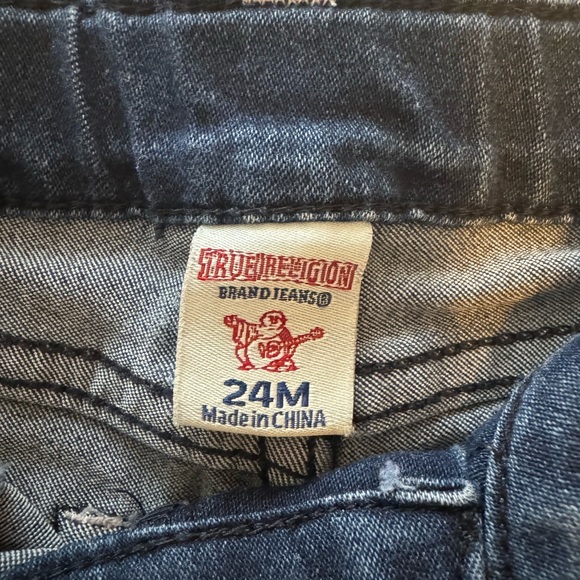 TRUE RELIGION
BRAND JEANS®
24M
Made in CHINA